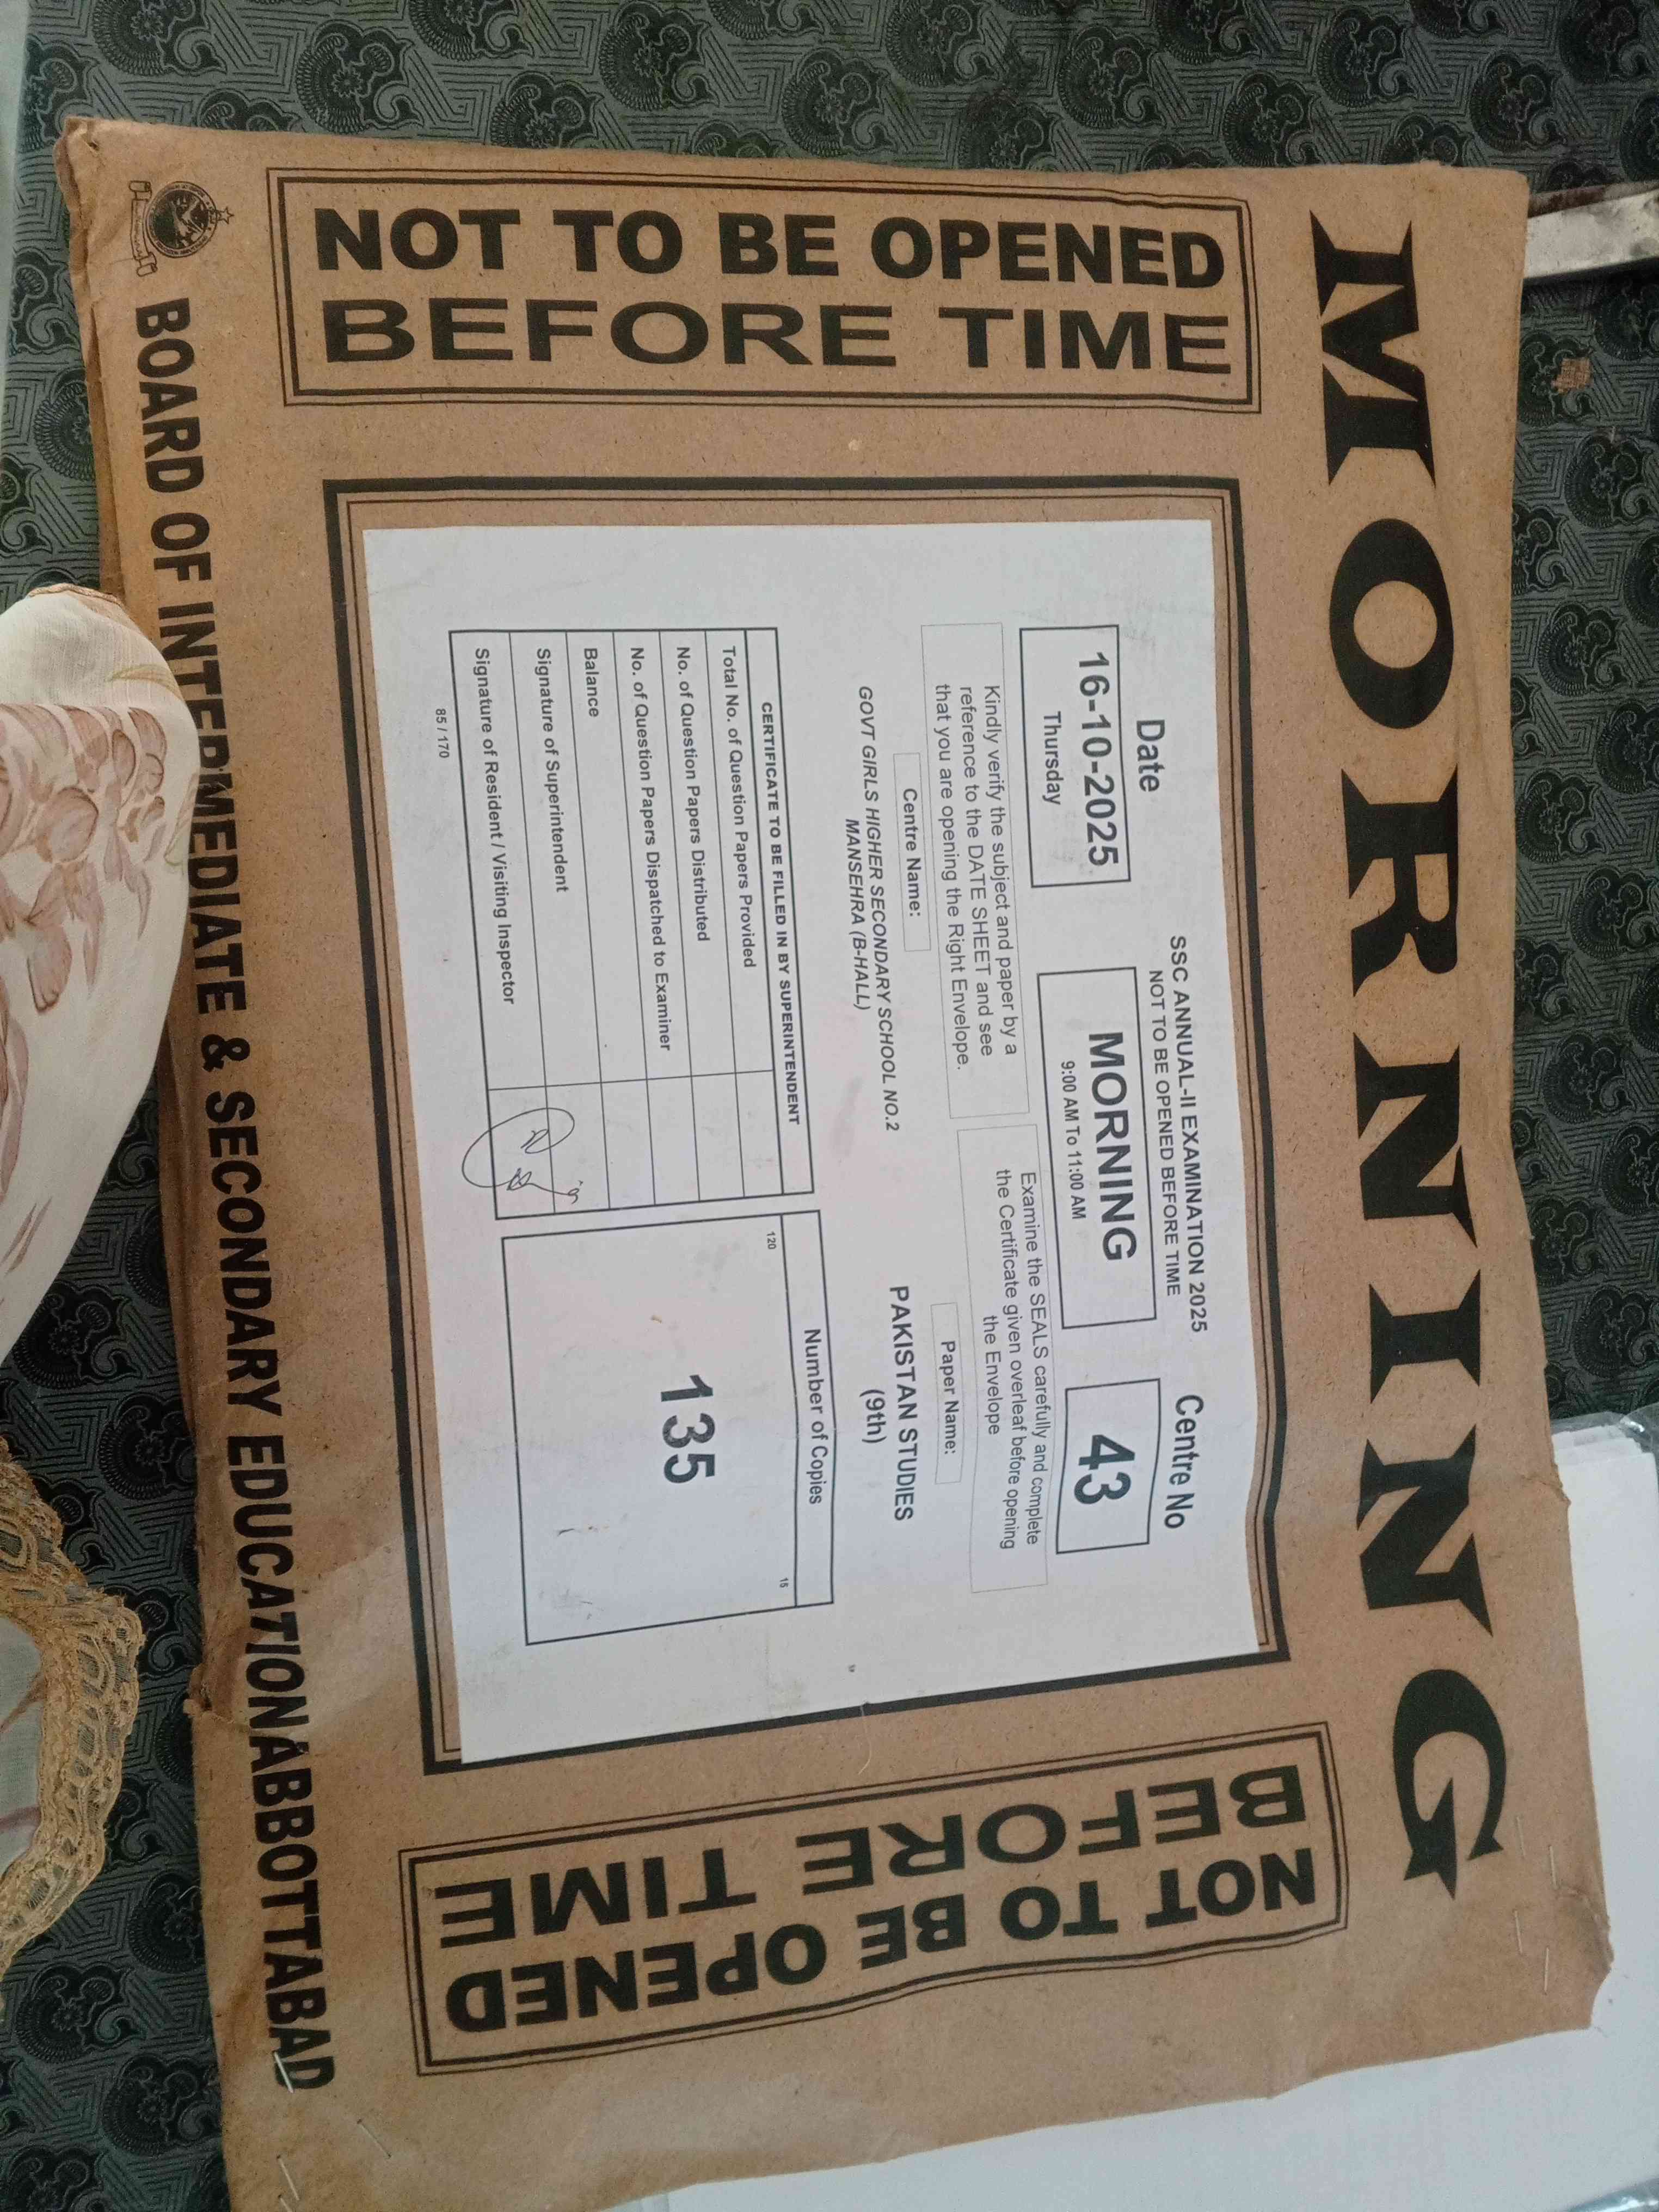 MORNING
NOT TO BE OPENED
BEFORE TIME
Date
16-10-2025
Thursday
SSC ANNUAL-II EXAMINATION 2025
NOT TO BE OPENED BEFORE TIME
MORNING
9:00 AM To 11:00 AM
Centre No
43
Kindly verify the subject and paper by a
reference to the DATE SHEET and see
that you are opening the Right Envelope.
Examine the SEALS carefully and complete
the Certificate given overleaf before opening
the Envelope
Centre Name:
GOVT GIRLS HIGHER SECONDARY SCHOOL NO.2
MANSEHRA (B-HALL)
Paper Name:
PAKISTAN STUDIES
(9th)
CERTIFICATE TO BE FILLED IN BY SUPERINTENDENT
Total No. of Question Papers Provided
No. of Question Papers Distributed
No. of Question Papers Dispatched to Examiner
Balance
Signature of Superintendent
Signature of Resident / Visiting Inspector
85 / 170
Number of Copies
120
15
135
NOT TO BE OPENED
BEFORE TIME
BOARD OF INTERMEDIATE & SECONDARY EDUCATION ABBOTTABAD